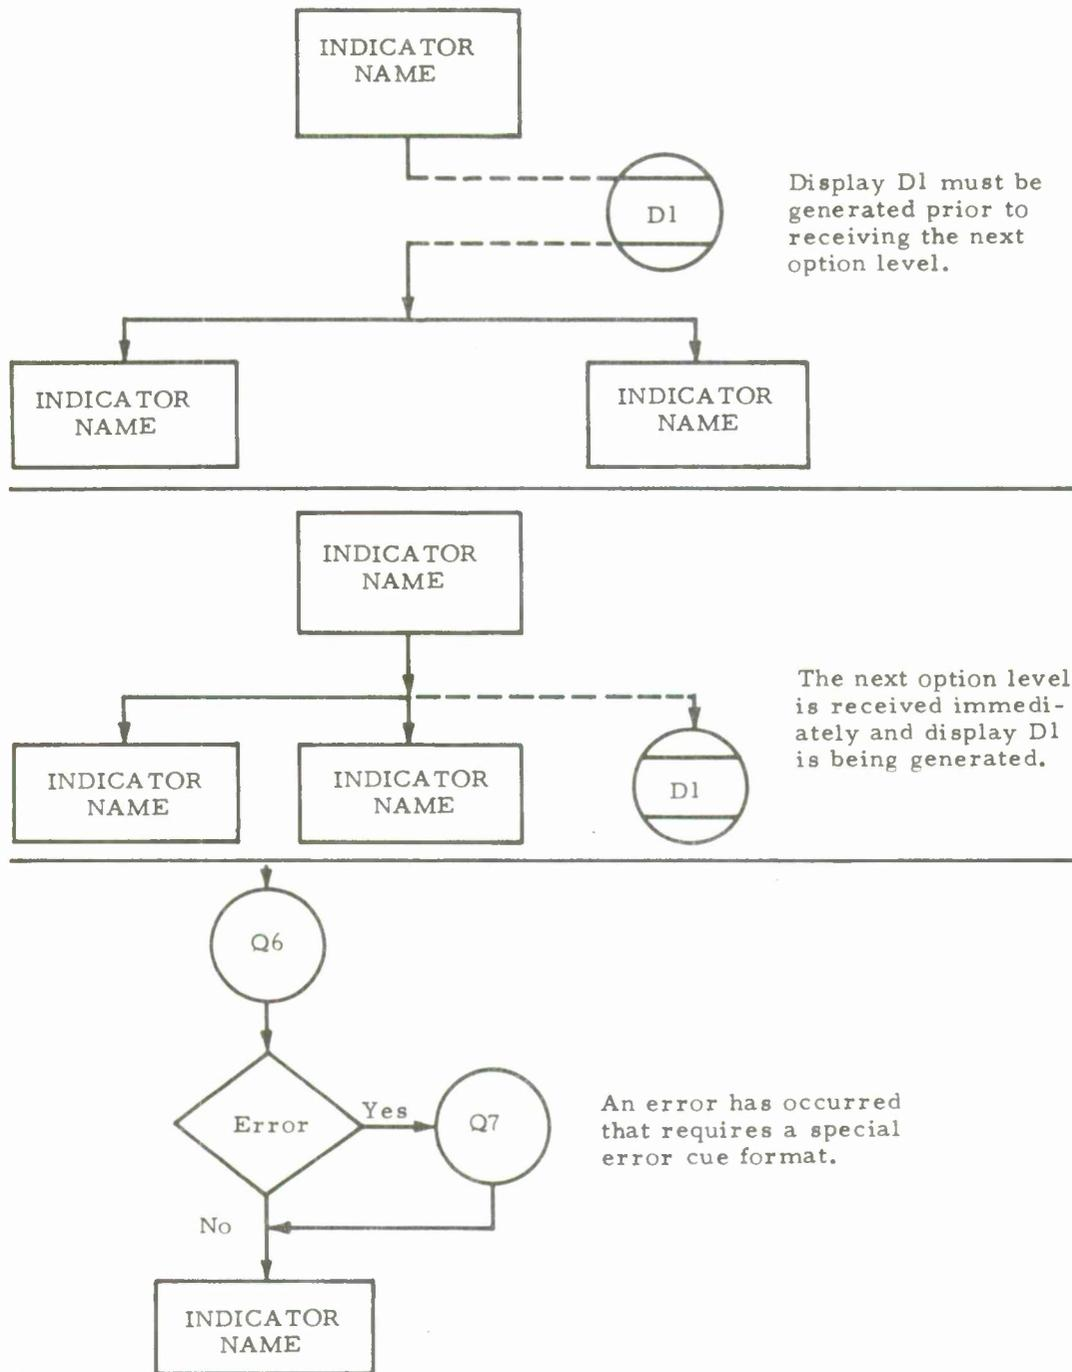 INDICATOR
NAME
D1
Display D1 must be
generated prior to
receiving the next
option level.
INDICATOR
NAME
INDICATOR
NAME
INDICATOR
NAME
The next option level
is received immedi-
ately and display D1
is being generated.
INDICATOR
NAME
INDICATOR
NAME
D1
Q6
Error
Yes
Q7
An error has occurred
that requires a special
error cue format.
No
INDICATOR
NAME